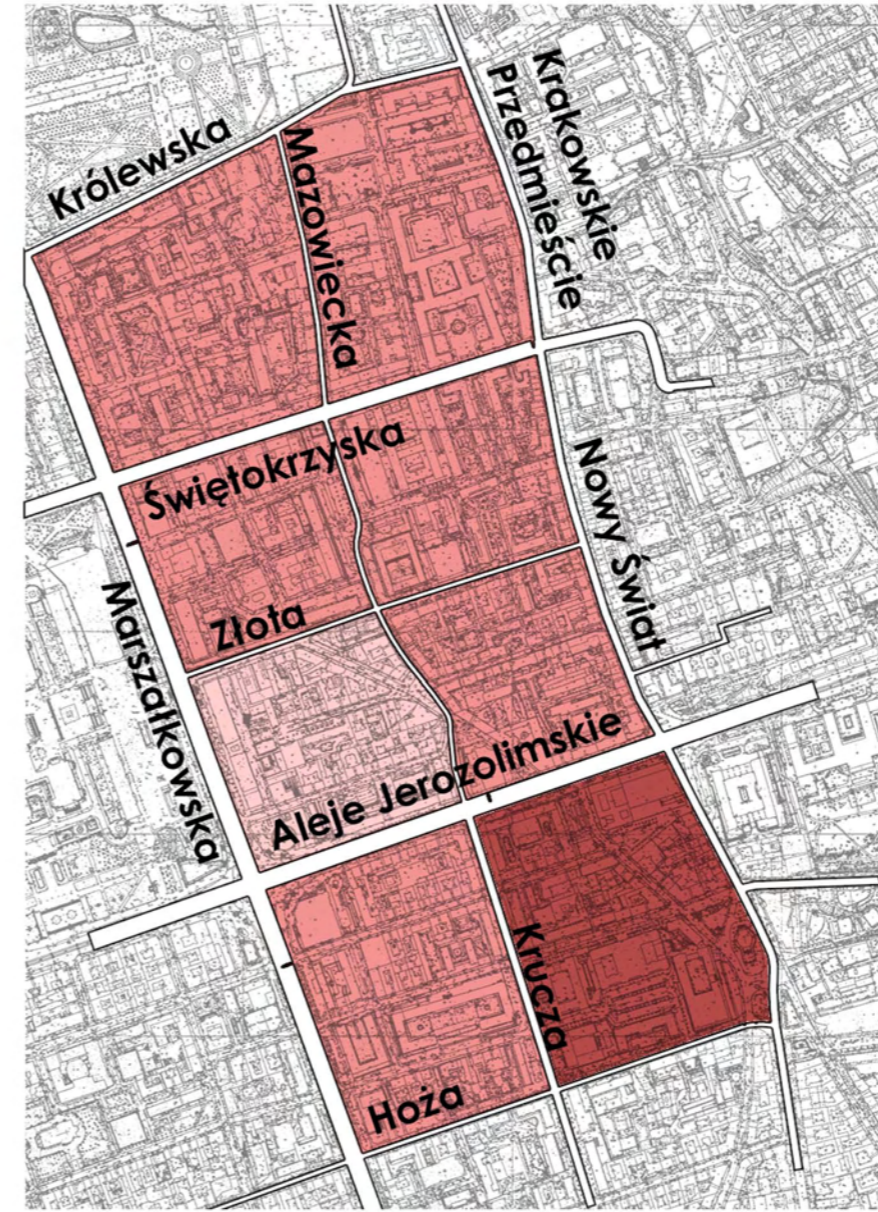 Krakowskie
Przedmieście
Królewska
Mazowiecka
Świętokrzyska
Nowy Świat
Złota
Marszałkowska
Aleje Jerozolimskie
Krucza
Hoża